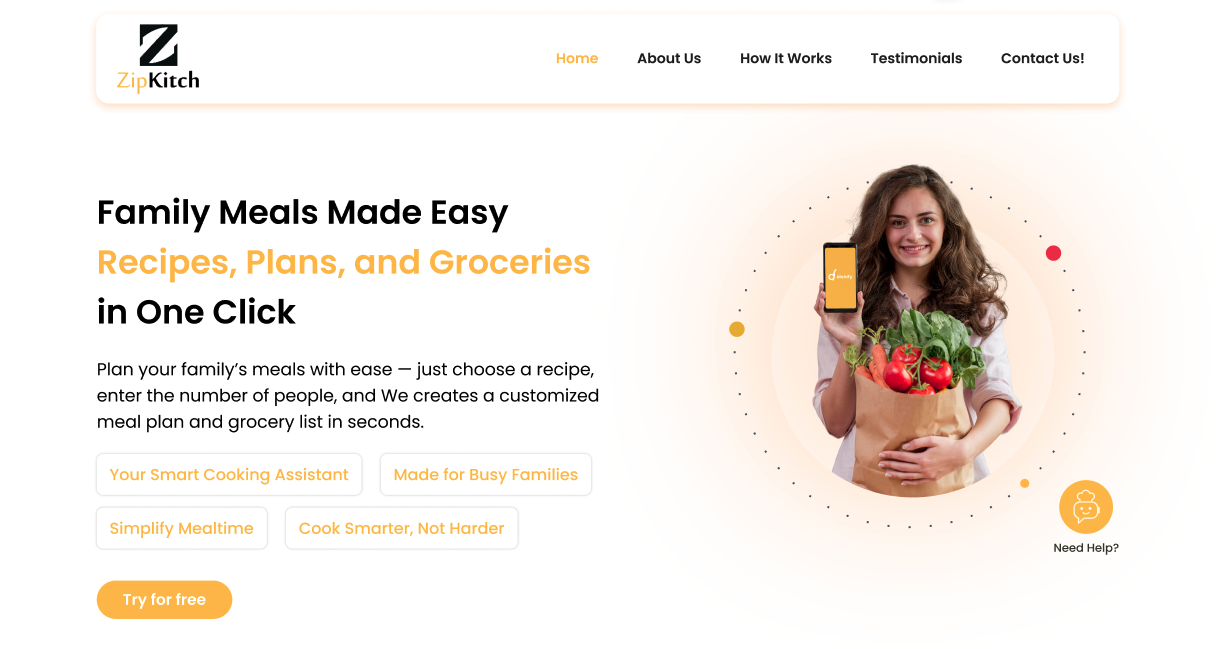 Z
ZipKitch
Home About Us How It Works Testimonials Contact Us!
Family Meals Made Easy
Recipes, Plans, and Groceries
in One Click
Plan your family’s meals with ease — just choose a recipe,
enter the number of people, and We creates a customized
meal plan and grocery list in seconds.
Your Smart Cooking Assistant Made for Busy Families
Simplify Mealtime Cook Smarter, Not Harder
Try for free
Need Help?